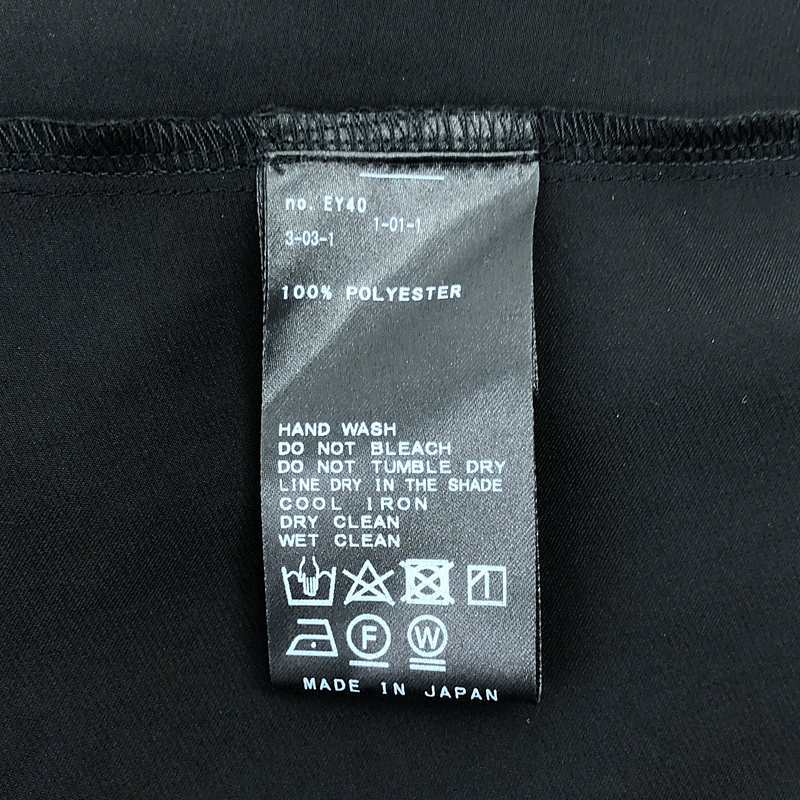 no. EY40
3-03-1 1-01-1
100% POLYESTER
HAND WASH
DO NOT BLEACH
DO NOT TUMBLE DRY
LINE DRY IN THE SHADE
COOL IRON
DRY CLEAN
WET CLEAN
F W
MADE IN JAPAN